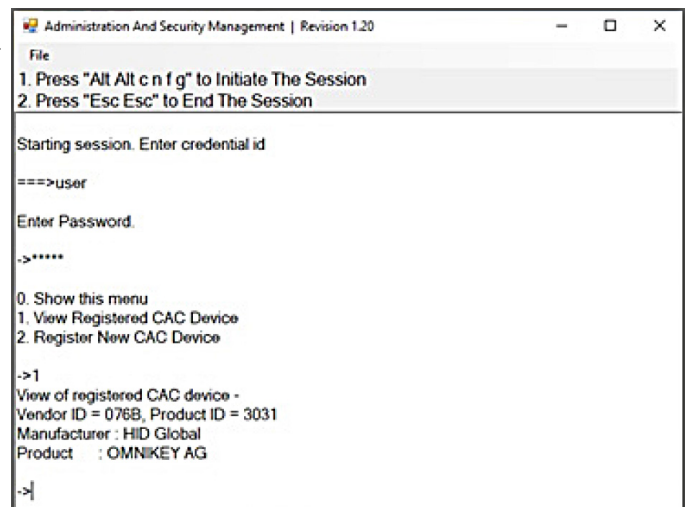 Administration And Security Management | Revision 1.20
File
1. Press "Alt Alt c n f g" to Initiate The Session
2. Press "Esc Esc" to End The Session
Starting session. Enter credential id
===>user
Enter Password.
->*****
0. Show this menu
1. View Registered CAC Device
2. Register New CAC Device
->1
View of registered CAC device -
Vendor ID = 076B, Product ID = 3031
Manufacturer : HID Global
Product : OMNIKEY AG
->